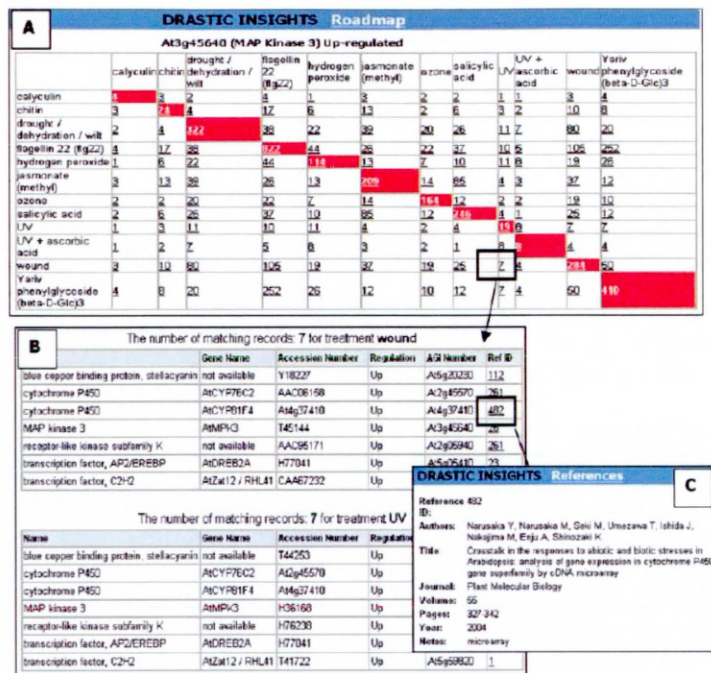 A
DRASTIC INSIGHTS Roadmap
At3g45640 (MAP Kinase 3) Up-regulated
calyculin chitin drought / dehydration / wilt flagellin 22 (flg22) hydrogen peroxide jasmonate (methyl) ozone salicylic acid UV UV + ascorbic acid wound Yariv phenylglycoside (beta-D-Glc)3
calyculin 4 3 2 4 1 3 2 2 1 1 3 4
chitin 3 74 4 17 6 13 2 6 3 2 10 8
drought / dehydration / wilt 2 4 322 38 22 39 20 26 11 7 80 20
flagellin 22 (flg22) 4 17 38 822 44 26 22 37 10 5 105 252
hydrogen peroxide 1 6 22 44 114 13 7 10 11 8 19 26
jasmonate (methyl) 3 13 39 26 13 209 14 85 4 3 37 12
ozone 2 2 20 22 7 14 164 12 2 2 19 10
salicylic acid 2 6 26 37 10 85 12 246 4 1 25 12
UV 1 3 11 10 11 4 2 4 19 8 7 7
UV + ascorbic acid 1 2 7 5 8 3 2 1 8 8 4 4
wound 3 10 80 105 19 37 19 25 7 4 284 50
Yariv phenylglycoside (beta-D-Glc)3 4 8 20 252 26 12 10 12 7 4 50 410
B
The number of matching records: 7 for treatment wound
Gene Name Accession Number Regulation AGI Number Ref ID
blue copper binding protein, stellacyanin not available Y18227 Up At5g20230 112
cytochrome P450 AtCYP76C2 AAC06158 Up At2g45570 261
cytochrome P450 AtCYP81F4 At4g37410 Up At4g37410 482
MAP kinase 3 AtMPK3 T45144 Up At3g45640 26
receptor-like kinase subfamily K not available AAC95171 Up At2g05940 261
transcription factor, AP2/EREBP AtDREB2A H77041 Up At5g05410 23
transcription factor, C2H2 AtZat12 / RHL41 CAA67232 Up
The number of matching records: 7 for treatment UV
Name Gene Name Accession Number Regulation
blue copper binding protein, stellacyanin not available T44253 Up
cytochrome P450 AtCYP76C2 At2g45570 Up
cytochrome P450 AtCYP81F4 At4g37410 Up
MAP kinase 3 AtMPK3 H36168 Up
receptor-like kinase subfamily K not available H76238 Up
transcription factor, AP2/EREBP AtDREB2A H77041 Up
transcription factor, C2H2 AtZat12 / RHL41 T41722 Up At5g59820 1
C
DRASTIC INSIGHTS References
Reference ID: 482
Authors: Narusaka Y, Narusaka M, Seki M, Umezawa T, Ishida J,
Nakajima M, Enju A, Shinozaki K
Title Crosstalk in the responses to abiotic and biotic stresses in
Arabidopsis: analysis of gene expression in cytochrome P450
gene superfamily by cDNA microarray
Journal: Plant Molecular Biology
Volume: 55
Pages: 327-342
Year: 2004
Notes: microarray